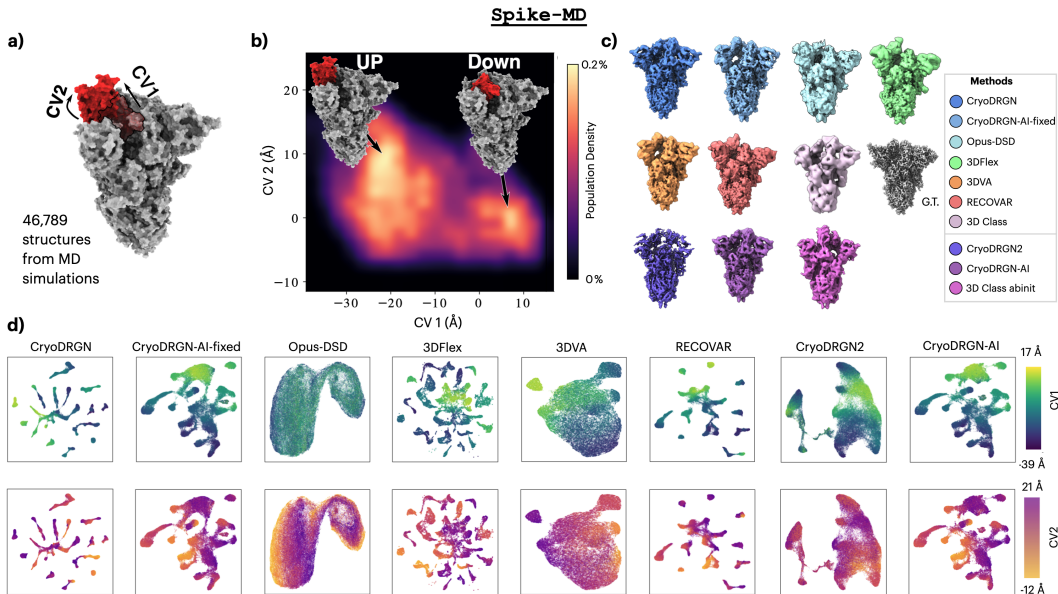 Spike-MD
a)
CV2
CV1
46,789
structures
from MD
simulations
b)
UP
Down
20
10
0
−10
CV 2 (Å)
−30
−20
−10
0
10
CV 1 (Å)
0.2%
Population Density
0%
c)
G.T.
Methods
CryoDRGN
CryoDRGN-AI-fixed
Opus-DSD
3DFlex
3DVA
RECOVAR
3D Class
CryoDRGN2
CryoDRGN-AI
3D Class abinit
d)
CryoDRGN
CryoDRGN-AI-fixed
Opus-DSD
3DFlex
3DVA
RECOVAR
CryoDRGN2
CryoDRGN-AI
17 Å
CV1
-39 Å
21 Å
CV2
-12 Å